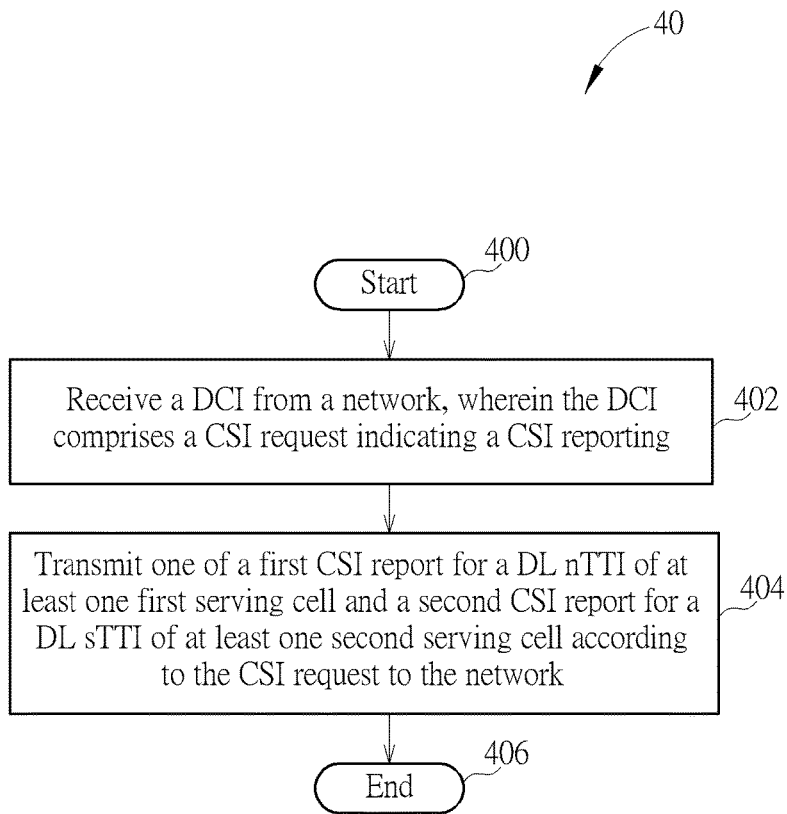 40
400
Start
Receive a DCI from a network, wherein the DCI
comprises a CSI request indicating a CSI reporting
402
Transmit one of a first CSI report for a DL nTTI of at
least one first serving cell and a second CSI report for a
DL sTTI of at least one second serving cell according
to the CSI request to the network
404
406
End